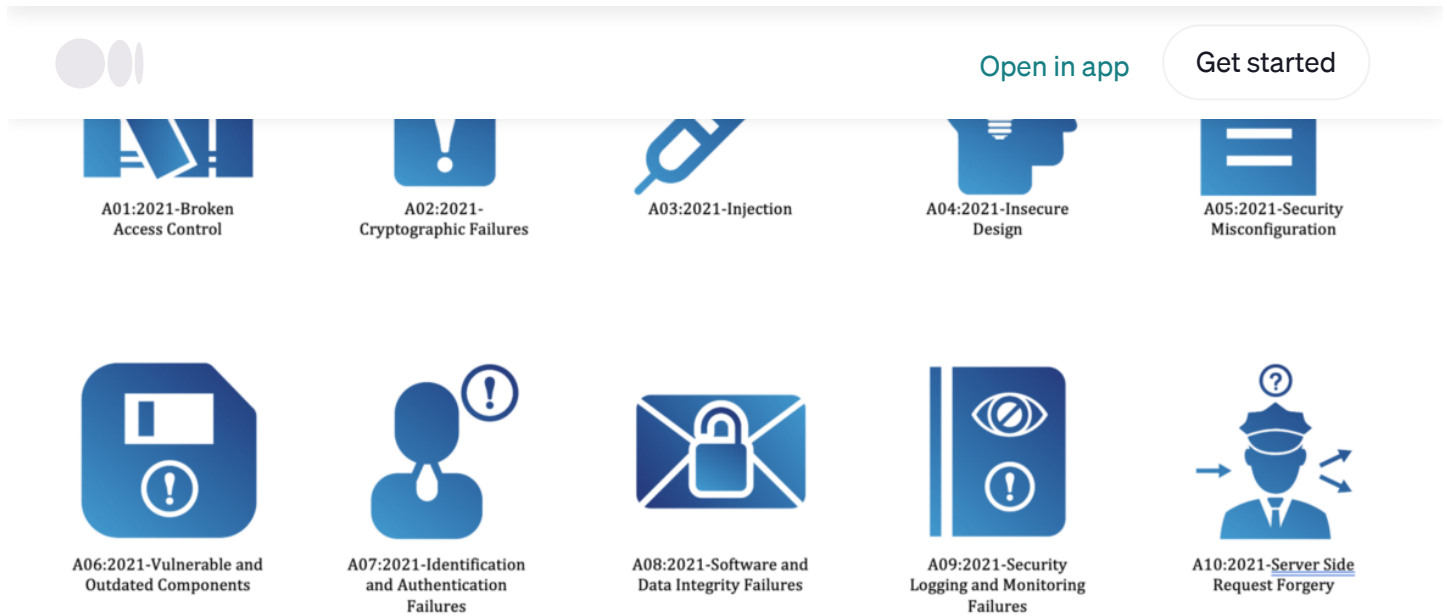 Open in app
Get started
A01:2021-Broken
Access Control
A02:2021-
Cryptographic Failures
A03:2021-Injection
A04:2021-Insecure
Design
A05:2021-Security
Misconfiguration
A06:2021-Vulnerable and
Outdated Components
A07:2021-Identification
and Authentication
Failures
A08:2021-Software and
Data Integrity Failures
A09:2021-Security
Logging and Monitoring
Failures
A10:2021-Server Side
Request Forgery